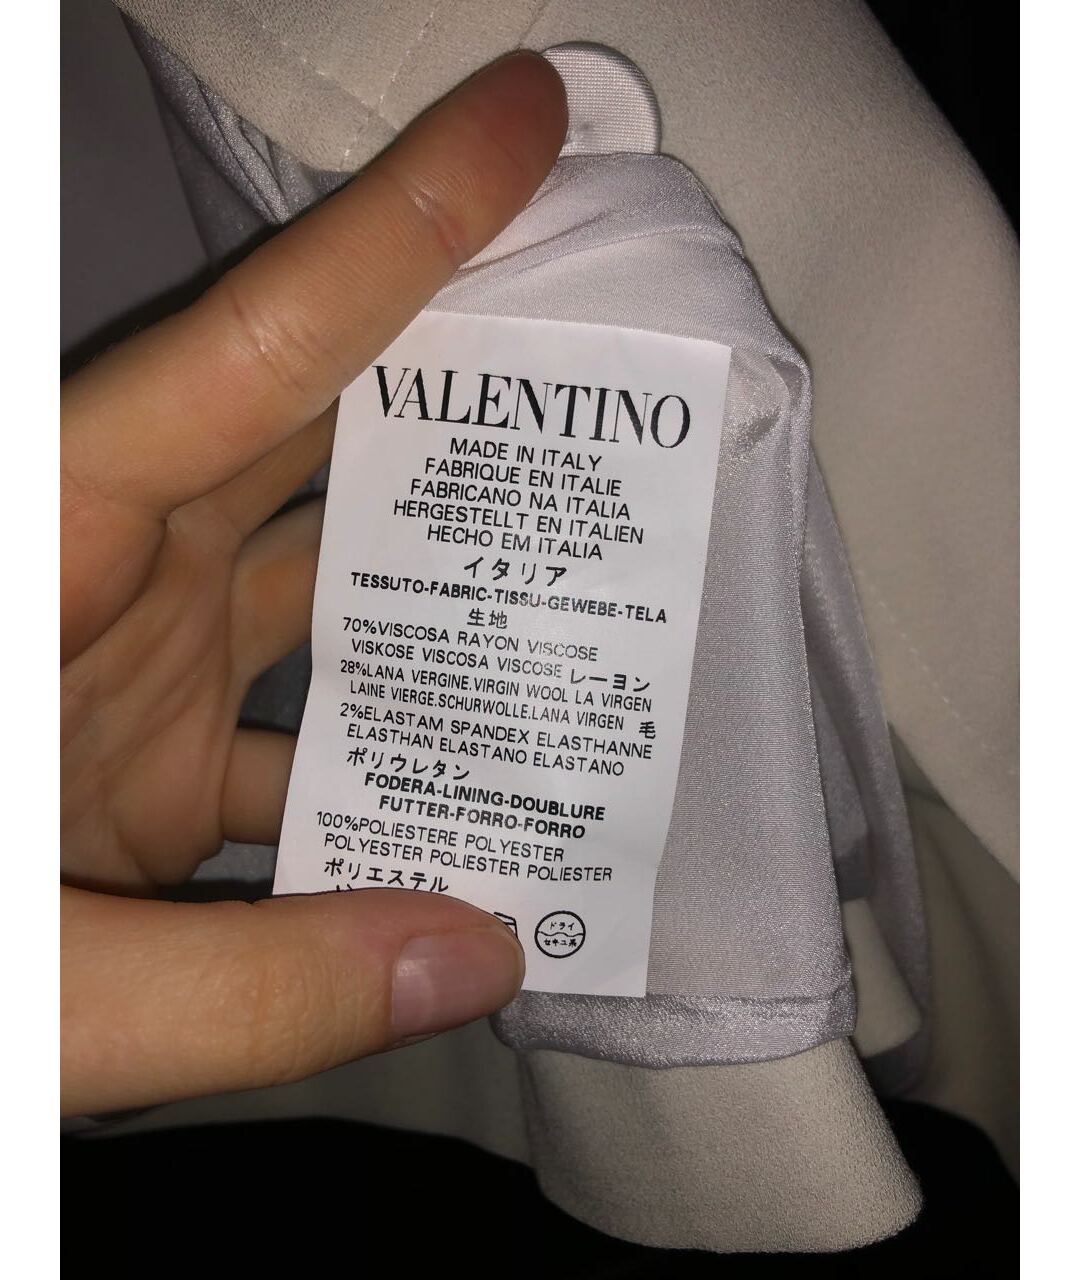 VALENTINO
MADE IN ITALY
FABRIQUE EN ITALIE
FABRICANO NA ITALIA
HERGESTELLT EN ITALIEN
HECHO EM ITALIA
イタリア
TESSUTO-FABRIC-TISSU-GEWEBE-TELA
生地
70%VISCOSA RAYON VISCOSE
VISKOSE VISCOSA VISCOSE レーヨン
28%LANA VERGINE.VIRGIN WOOL LA VIRGEN
LAINE VIERGE.SCHURWOLLE.LANA VIRGEN 毛
2%ELASTAM SPANDEX ELASTHANNE
ELASTHAN ELASTANO ELASTANO
ポリウレタン
FODERA-LINING-DOUBLURE
FUTTER-FORRO-FORRO
100%POLIESTERE POLYESTER
POLYESTER POLIESTER POLIESTER
ポリエステル
ドライ
セキユ系